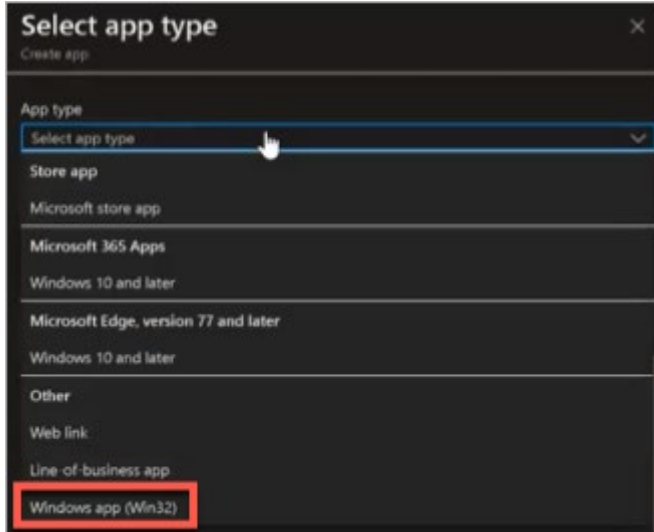 Select app type
Create app
App type
Select app type
Store app
Microsoft store app
Microsoft 365 Apps
Windows 10 and later
Microsoft Edge, version 77 and later
Windows 10 and later
Other
Web link
Line-of-business app
Windows app (Win32)